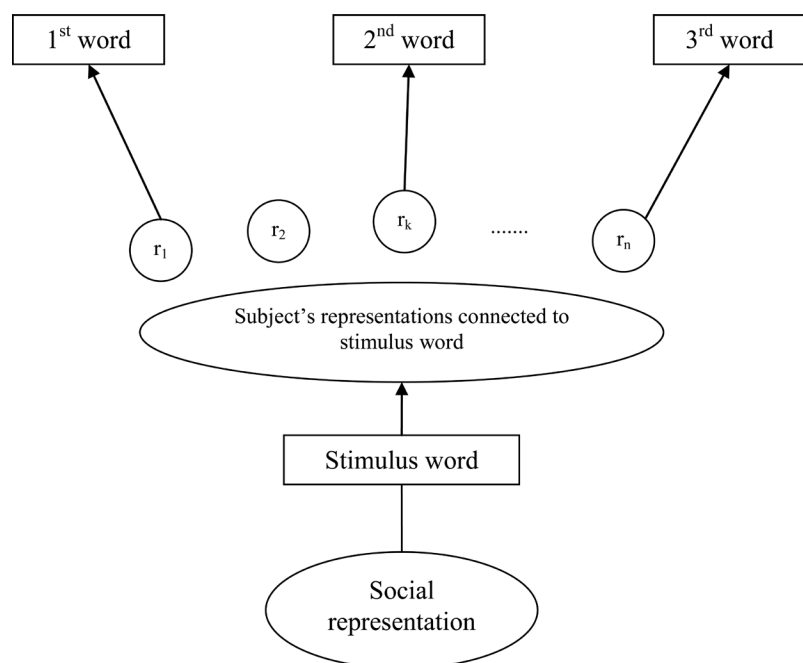 1st word
2nd word
3rd word
r1
r2
rk
.......
rn
Subject's representations connected to
stimulus word
Stimulus word
Social
representation